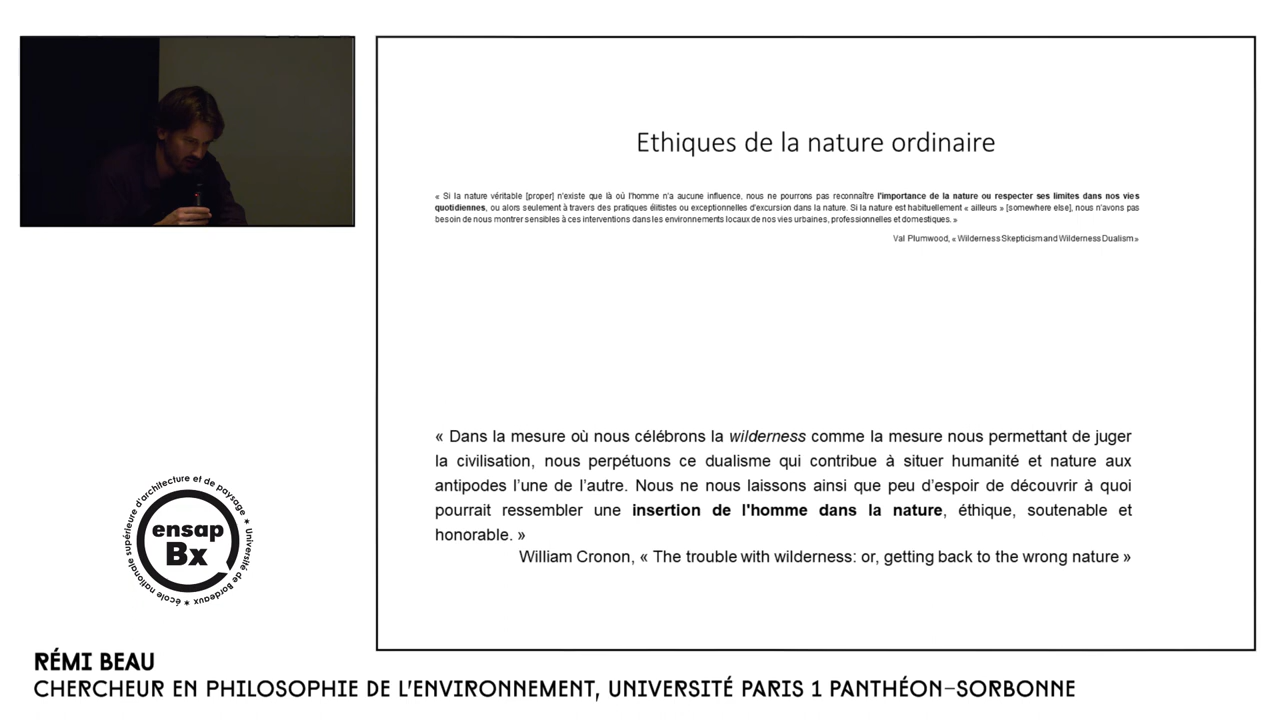 Ethiques de la nature ordinaire
« Si la nature véritable [proper] n'existe que là où l'homme n'a aucune influence, nous ne pourrons pas reconnaître l'importance de la nature ou respecter ses limites dans nos vies
quotidiennes, ou alors seulement à travers des pratiques élitistes ou exceptionnelles d'excursion dans la nature. Si la nature est habituellement « ailleurs » [somewhere else], nous n'avons pas
besoin de nous montrer sensibles à ces interventions dans les environnements locaux de nos vies urbaines, professionnelles et domestiques. »
Val Plumwood, « Wilderness Skepticism and Wilderness Dualism »
« Dans la mesure où nous célébrons la wilderness comme la mesure nous permettant de juger
la civilisation, nous perpétuons ce dualisme qui contribue à situer humanité et nature aux
antipodes l'une de l'autre. Nous ne nous laissons ainsi que peu d'espoir de découvrir à quoi
pourrait ressembler une insertion de l'homme dans la nature, éthique, soutenable et
honorable. »
William Cronon, « The trouble with wilderness: or, getting back to the wrong nature »
école nationale supérieure d'architecture et de paysage * Université de Bordeaux *
ensap
Bx
RÉMI BEAU
CHERCHEUR EN PHILOSOPHIE DE L'ENVIRONNEMENT, UNIVERSITÉ PARIS 1 PANTHÉON-SORBONNE